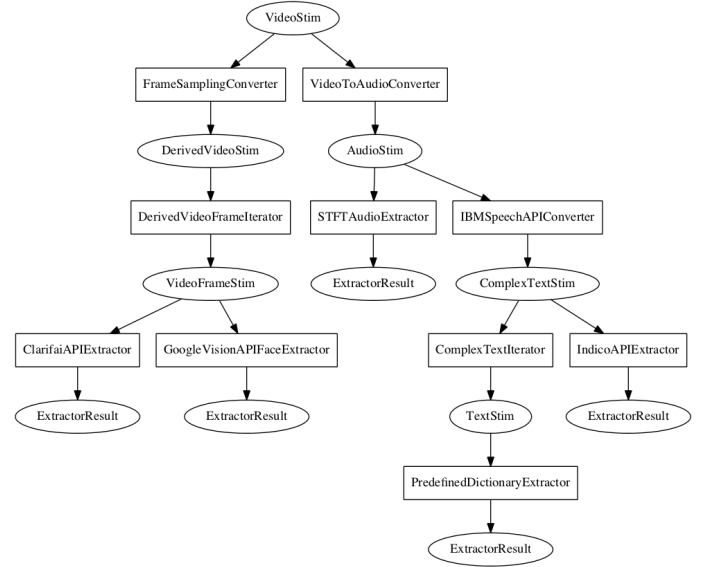 VideoStim
FrameSamplingConverter
VideoToAudioConverter
DerivedVideoStim
AudioStim
DerivedVideoFrameIterator
STFTAudioExtractor
IBMSpeechAPIConverter
VideoFrameStim
ExtractorResult
ComplexTextStim
ClarifaiAPIExtractor
GoogleVisionAPIFaceExtractor
ComplexTextIterator
IndicoAPIExtractor
ExtractorResult
ExtractorResult
TextStim
ExtractorResult
PredefinedDictionaryExtractor
ExtractorResult